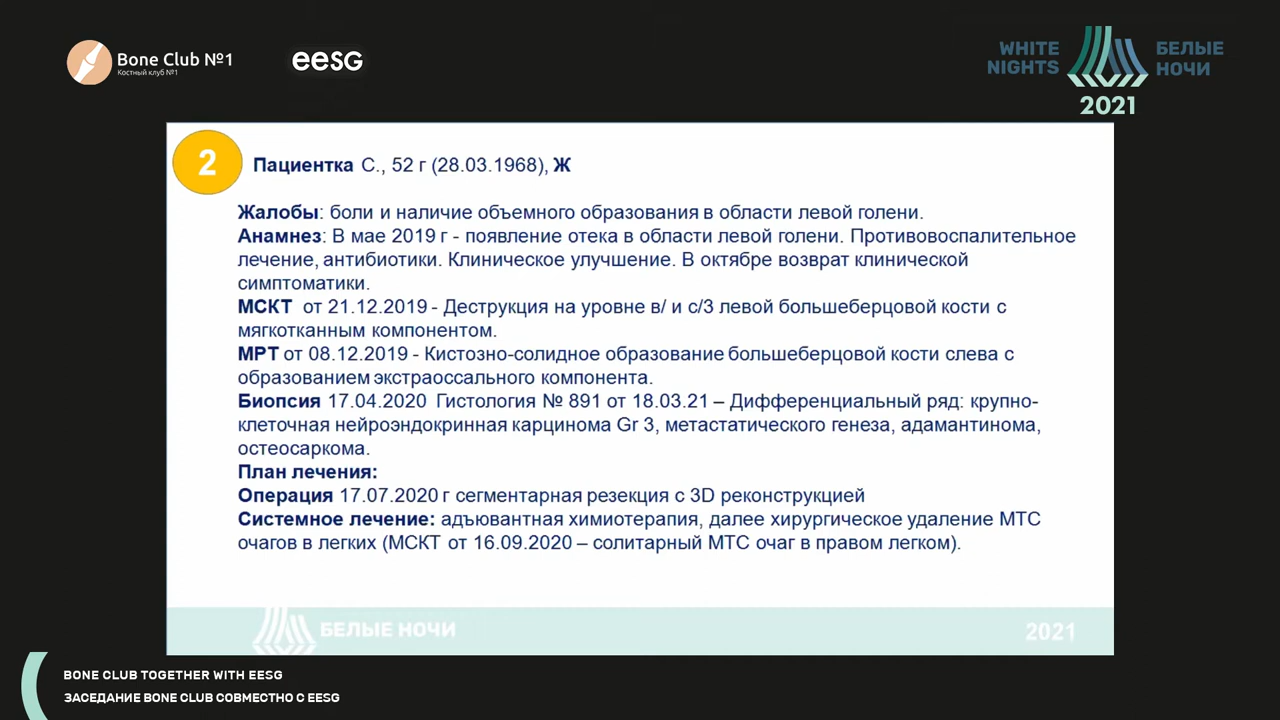 Bone Club №1
Костный клуб №1
eesg
WHITE NIGHTS
БЕЛЫЕ НОЧИ
2021
2
Пациентка С., 52 г (28.03.1968), Ж
Жалобы: боли и наличие объемного образования в области левой голени.
Анамнез: В мае 2019 г - появление отека в области левой голени. Противовоспалительное
лечение, антибиотики. Клиническое улучшение. В октябре возврат клинической
симптоматики.
МСКТ от 21.12.2019 - Деструкция на уровне в/ и с/3 левой большеберцовой кости с
мягкотканным компонентом.
МРТ от 08.12.2019 - Кистозно-солидное образование большеберцовой кости слева с
образованием экстраоссального компонента.
Биопсия 17.04.2020 Гистология № 891 от 18.03.21 – Дифференциальный ряд: крупно-
клеточная нейроэндокринная карцинома Gr 3, метастатического генеза, адамантинома,
остеосаркома.
План лечения:
Операция 17.07.2020 г сегментарная резекция с 3D реконструкцией
Системное лечение: адъювантная химиотерапия, далее хирургическое удаление МТС
очагов в легких (МСКТ от 16.09.2020 – солитарный МТС очаг в правом легком).
БЕЛЫЕ НОЧИ
2021
BONE CLUB TOGETHER WITH EESG
ЗАСЕДАНИЕ BONE CLUB СОВМЕСТНО С EESG